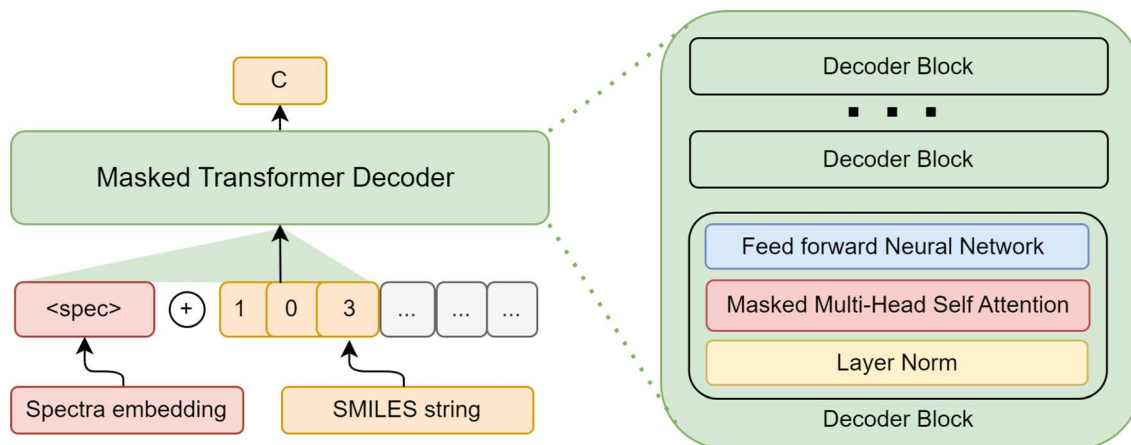 C
Masked Transformer Decoder
<spec>
+
1 0 3 ... ... ...
Spectra embedding
SMILES string
Decoder Block
Decoder Block
Feed forward Neural Network
Masked Multi-Head Self Attention
Layer Norm
Decoder Block